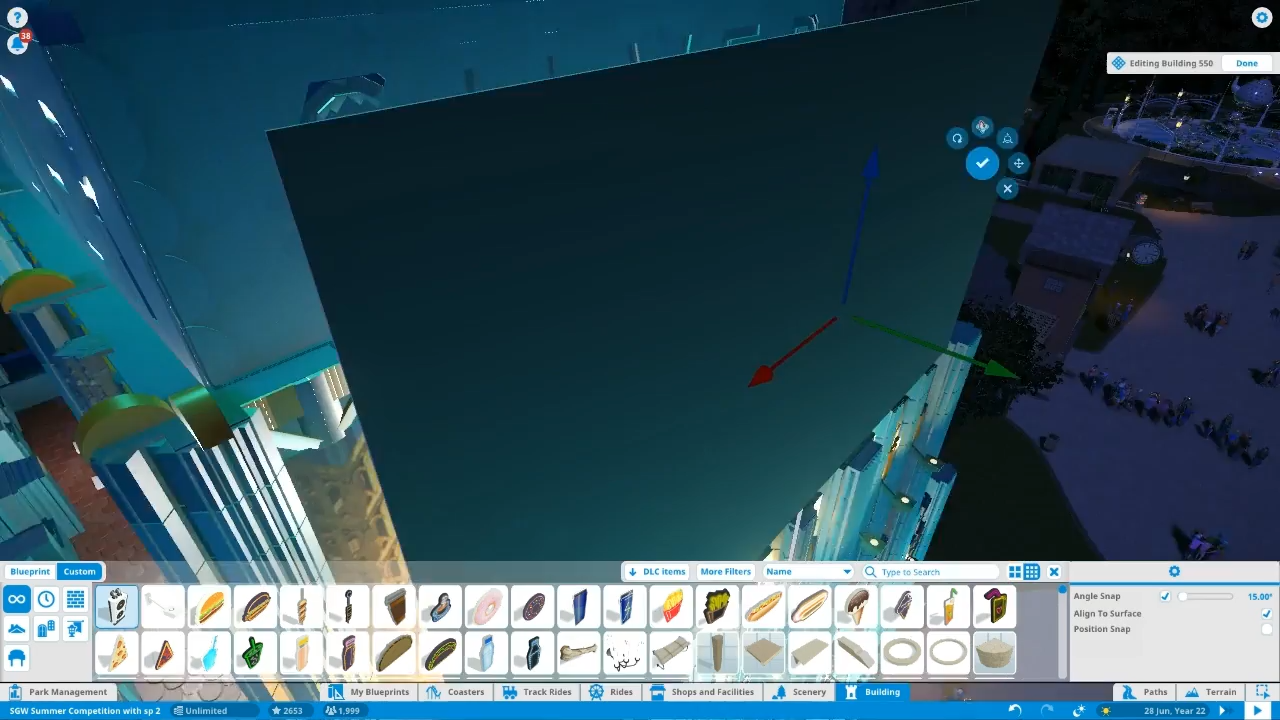 ?
38
Editing Building 550 Done
Blueprint Custom DLC items More Filters Name Type to Search
Angle Snap 15.00°
Align To Surface
Position Snap
Park Management My Blueprints Coasters Track Rides Rides Shops and Facilities Scenery Building Paths Terrain
SGW Summer Competition with sp 2 Unlimited 2653 1,999 28 Jun, Year 22